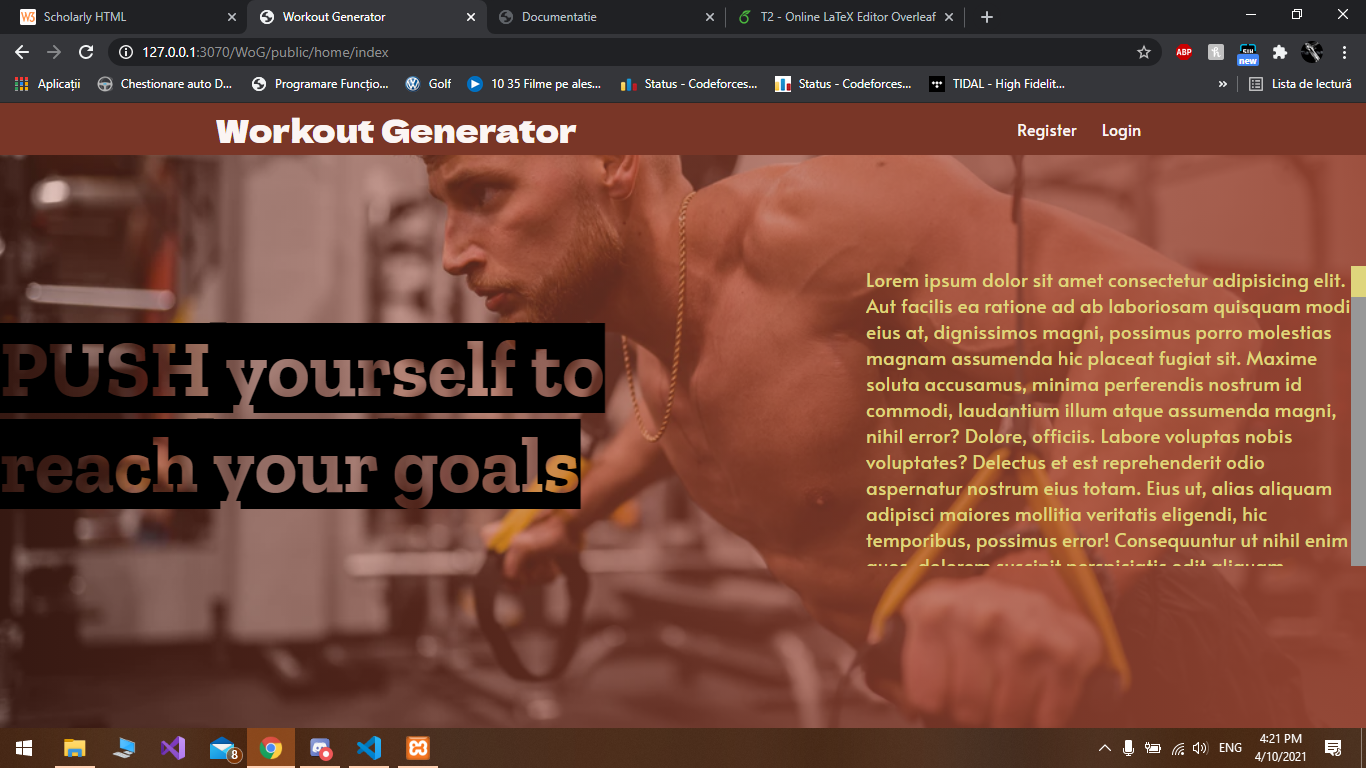 Scholarly HTML
Workout Generator
Documentatie
T2 - Online LaTeX Editor Overleaf
127.0.0.1:3070/WoG/public/home/index
ABP
new
Aplicații
Chestionare auto D...
Programare Funcțio...
Golf
10 35 Filme pe ales...
Status - Codeforces...
Status - Codeforces...
TIDAL - High Fidelit...
»
Lista de lectură
Workout Generator
Register
Login
PUSH yourself to
reach your goals
Lorem ipsum dolor sit amet consectetur adipisicing elit.
Aut facilis ea ratione ad ab laboriosam quisquam modi
eius at, dignissimos magni, possimus porro molestias
magnam assumenda hic placeat fugiat sit. Maxime
soluta accusamus, minima perferendis nostrum id
commodi, laudantium illum atque assumenda magni,
nihil error? Dolore, officiis. Labore voluptas nobis
voluptates? Delectus et est reprehenderit odio
aspernatur nostrum eius totam. Eius ut, alias aliquam
adipisci maiores mollitia veritatis eligendi, hic
temporibus, possimus error! Consequuntur ut nihil enim
8
ENG
4:21 PM
4/10/2021